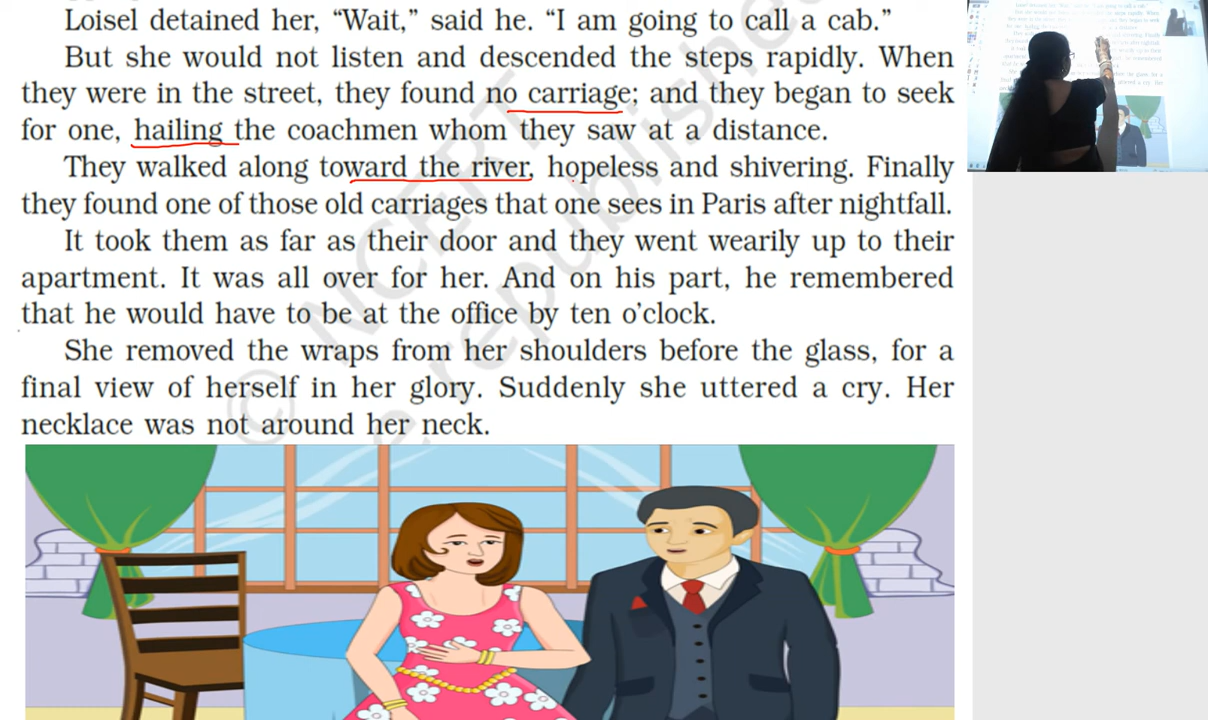 Loisel detained her, “Wait,” said he. “I am going to call a cab.”
But she would not listen and descended the steps rapidly. When
they were in the street, they found no carriage; and they began to seek
for one, hailing the coachmen whom they saw at a distance.
They walked along toward the river, hopeless and shivering. Finally
they found one of those old carriages that one sees in Paris after nightfall.
It took them as far as their door and they went wearily up to their
apartment. It was all over for her. And on his part, he remembered
that he would have to be at the office by ten o’clock.
She removed the wraps from her shoulders before the glass, for a
final view of herself in her glory. Suddenly she uttered a cry. Her
necklace was not around her neck.
© NCERT
e republishe